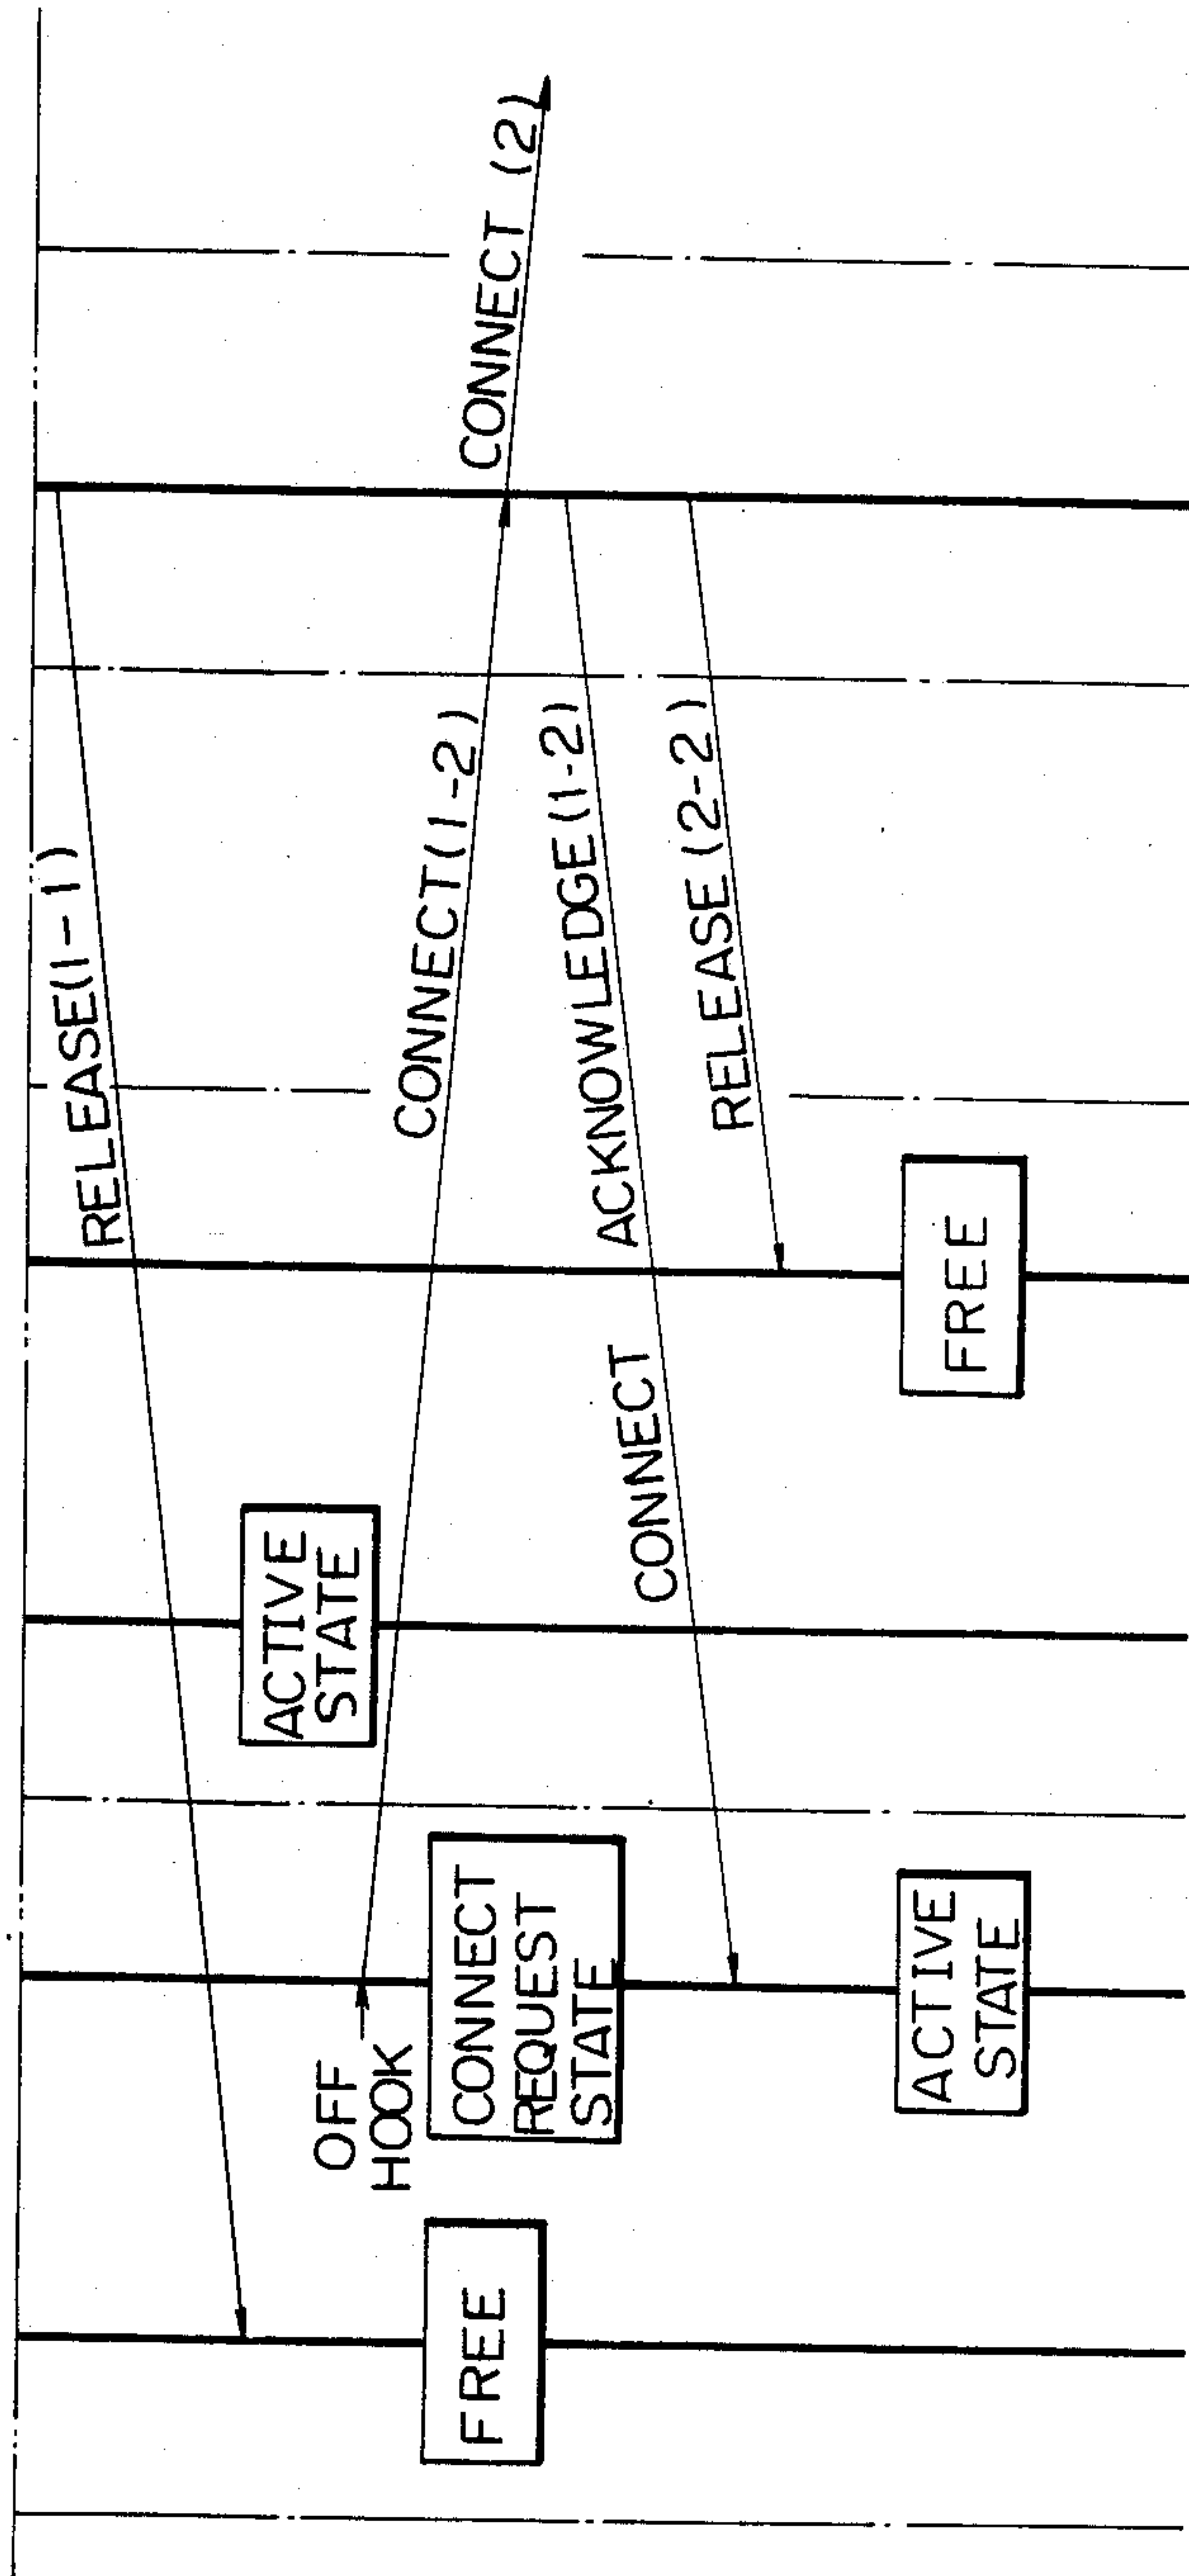 RELEASE(1-1)
ACTIVE
STATE
OFF
HOOK
CONNECT(1-2)
CONNECT (2)
FREE
CONNECT
REQUEST
STATE
CONNECT ACKNOWLEDGE(1-2)
RELEASE(2-2)
ACTIVE
STATE
FREE